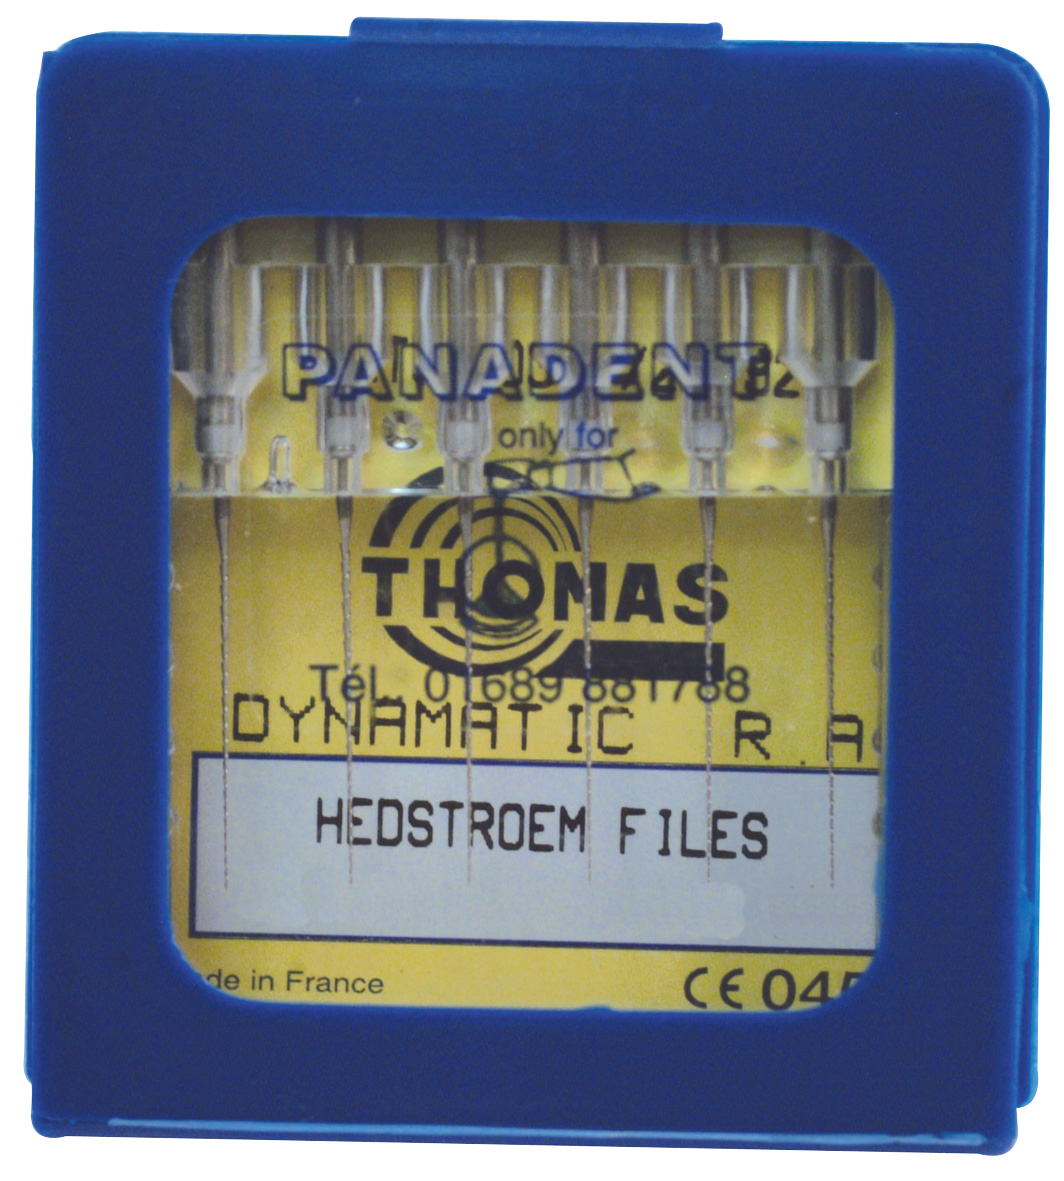 PANADENT
only for
THOMAS
Tél. 01689 881788
DYNAMATIC R.A
HEDSTROEM FILES
de in France
CE 04